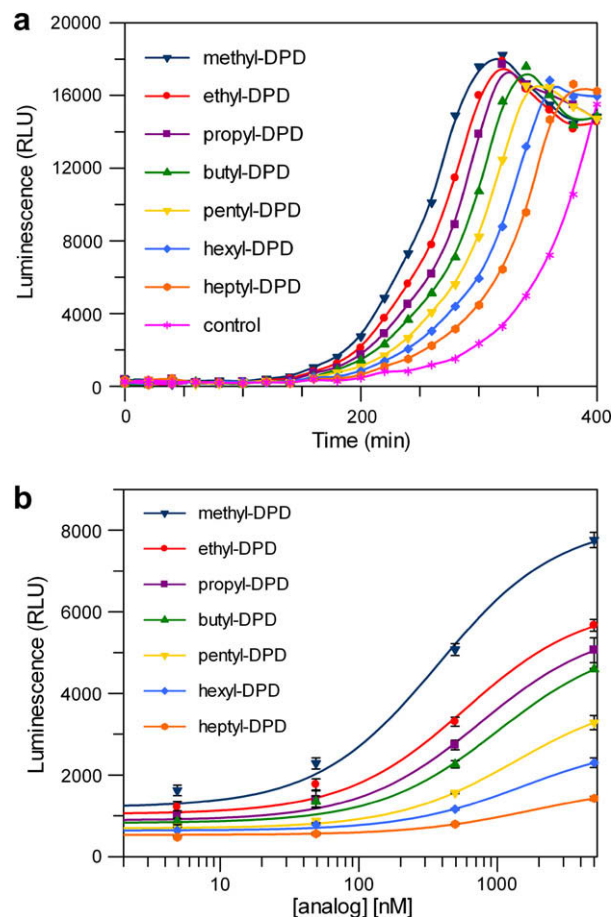 a
20000
16000
12000
8000
4000
0
Luminescence (RLU)
methyl-DPD
ethyl-DPD
propyl-DPD
butyl-DPD
pentyl-DPD
hexyl-DPD
heptyl-DPD
control
0 200 400
Time (min)
b
8000
6000
4000
2000
0
Luminescence (RLU)
methyl-DPD
ethyl-DPD
propyl-DPD
butyl-DPD
pentyl-DPD
hexyl-DPD
heptyl-DPD
10 100 1000
[analog] [nM]